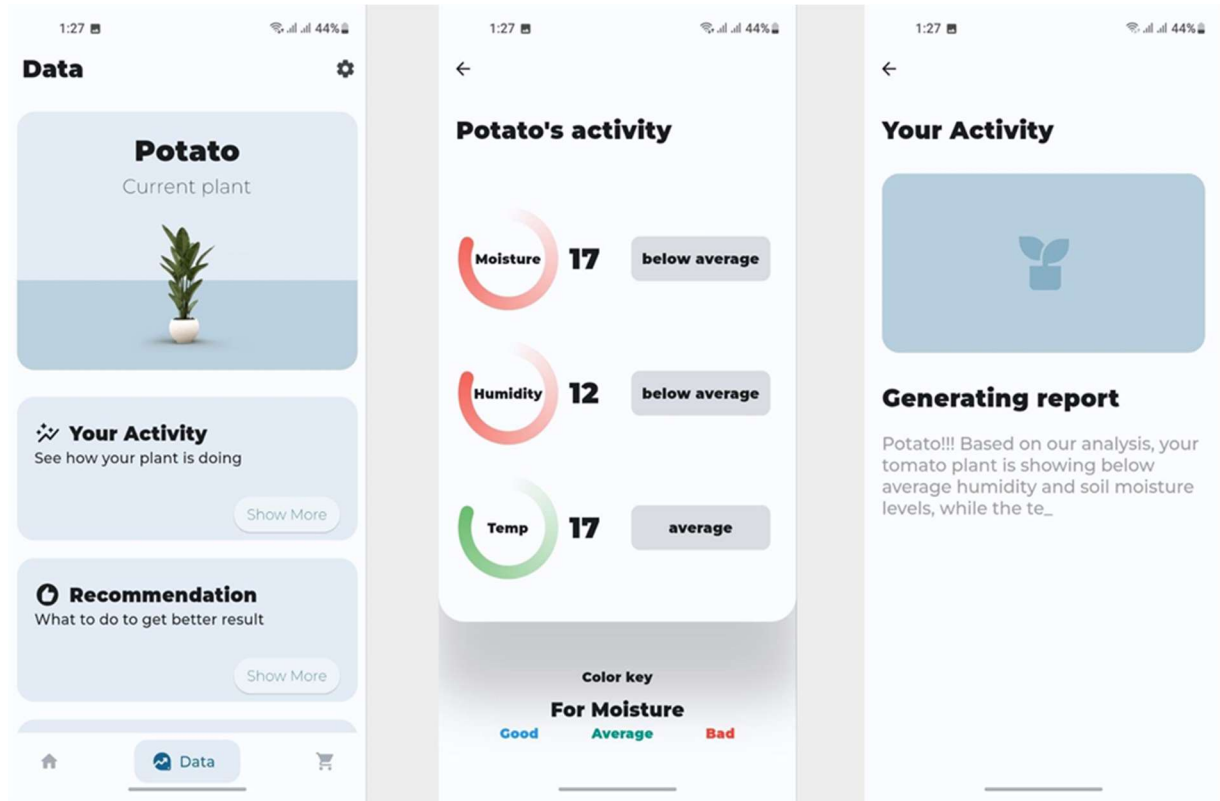 1:27 44%
Data
Potato
Current plant
Your Activity
See how your plant is doing
Show More
Recommendation
What to do to get better result
Show More
Data
1:27 44%
Potato's activity
Moisture 17 below average
Humidity 12 below average
Temp 17 average
Color key
For Moisture
Good Average Bad
1:27 44%
Your Activity
Generating report
Potato!!! Based on our analysis, your
tomato plant is showing below
average humidity and soil moisture
levels, while the te_